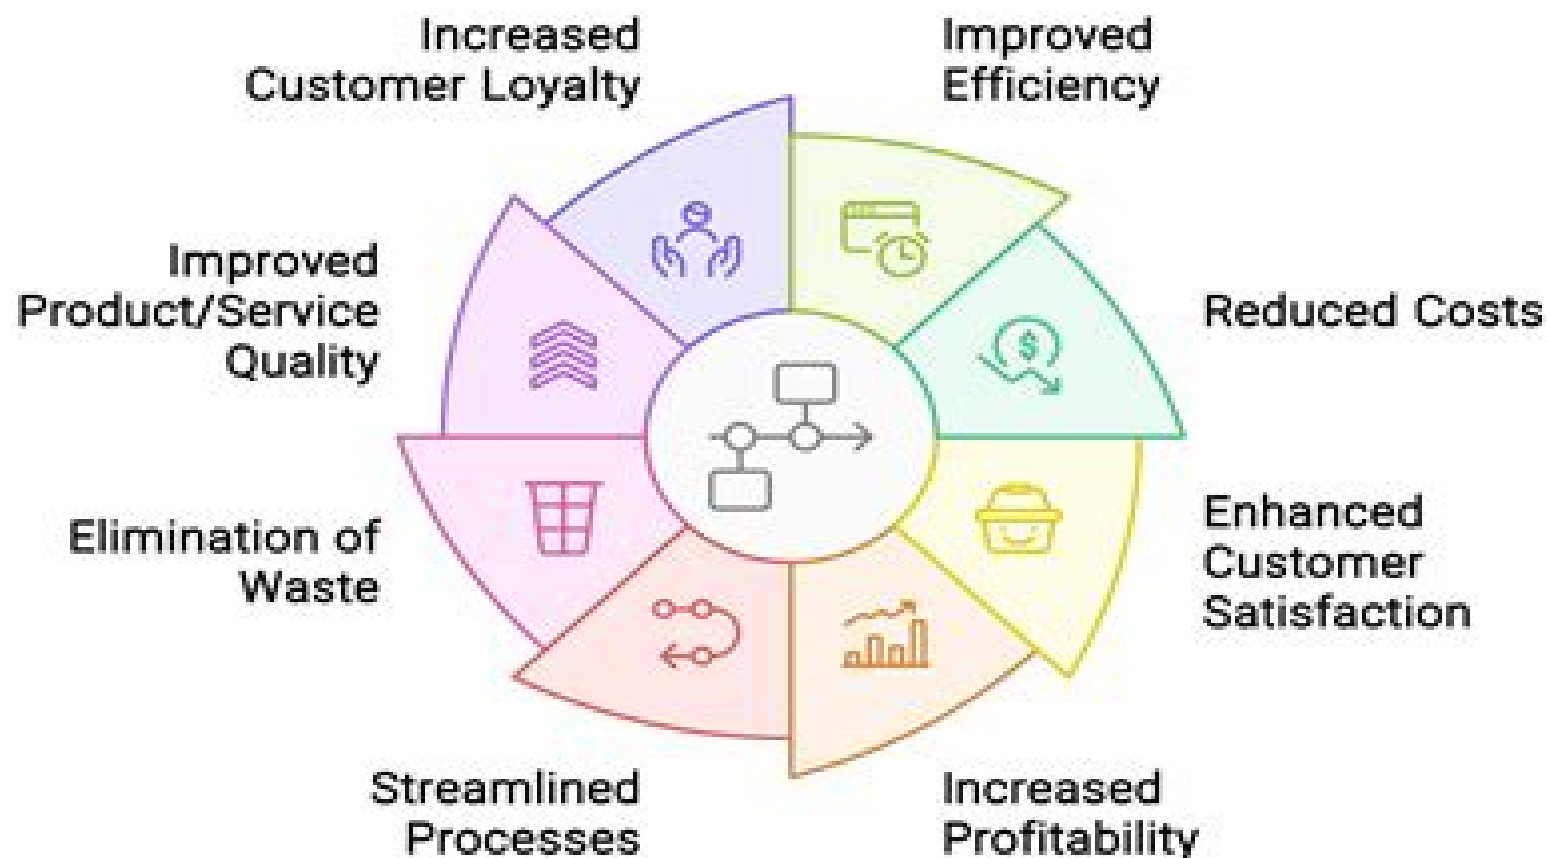 Increased
Customer Loyalty
Improved
Efficiency
Improved
Product/Service
Quality
Reduced Costs
Elimination of
Waste
Enhanced
Customer
Satisfaction
Streamlined
Processes
Increased
Profitability
$